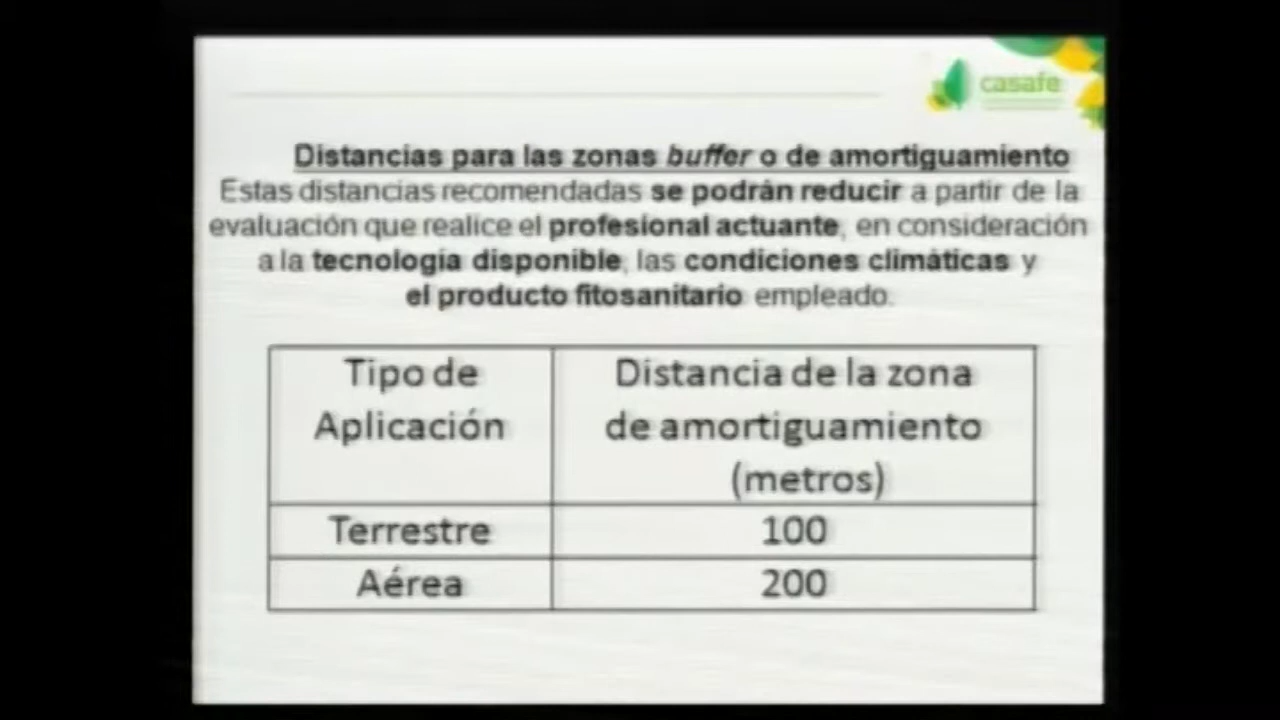 casafe
Distancias para las zonas buffer o de amortiguamiento
Estas distancias recomendadas se podrán reducir a partir de la
evaluación que realice el profesional actuante, en consideración
a la tecnología disponible, las condiciones climáticas y
el producto fitosanitario empleado.
Tipo de
Aplicación
Distancia de la zona
de amortiguamiento
(metros)
Terrestre
100
Aérea
200